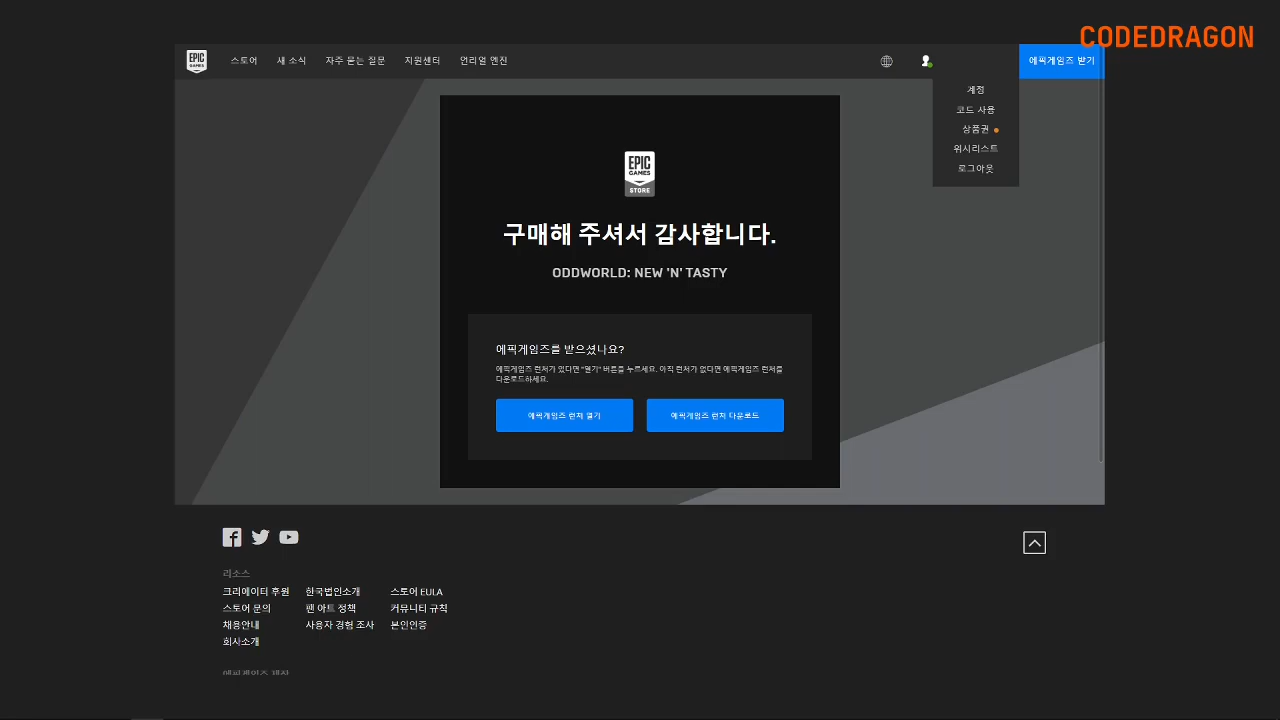 CODEDRAGON
EPIC GAMES
스토어
새 소식
자주 묻는 질문
지원센터
언리얼 엔진
에픽게임즈 받기
계정
코드 사용
상품권
위시리스트
로그아웃
EPIC GAMES STORE
구매해 주셔서 감사합니다.
ODDWORLD: NEW 'N' TASTY
에픽게임즈를 받으셨나요?
에픽게임즈 런처가 있다면 "열기" 버튼을 누르세요. 아직 런처가 없다면 에픽게임즈 런처를
다운로드하세요.
에픽게임즈 런처 열기
에픽게임즈 런처 다운로드
리소스
크리에이터 후원 한국법인소개 스토어 EULA
스토어 문의 팬 아트 정책 커뮤니티 규칙
채용안내 사용자 경험 조사 본인인증
회사소개